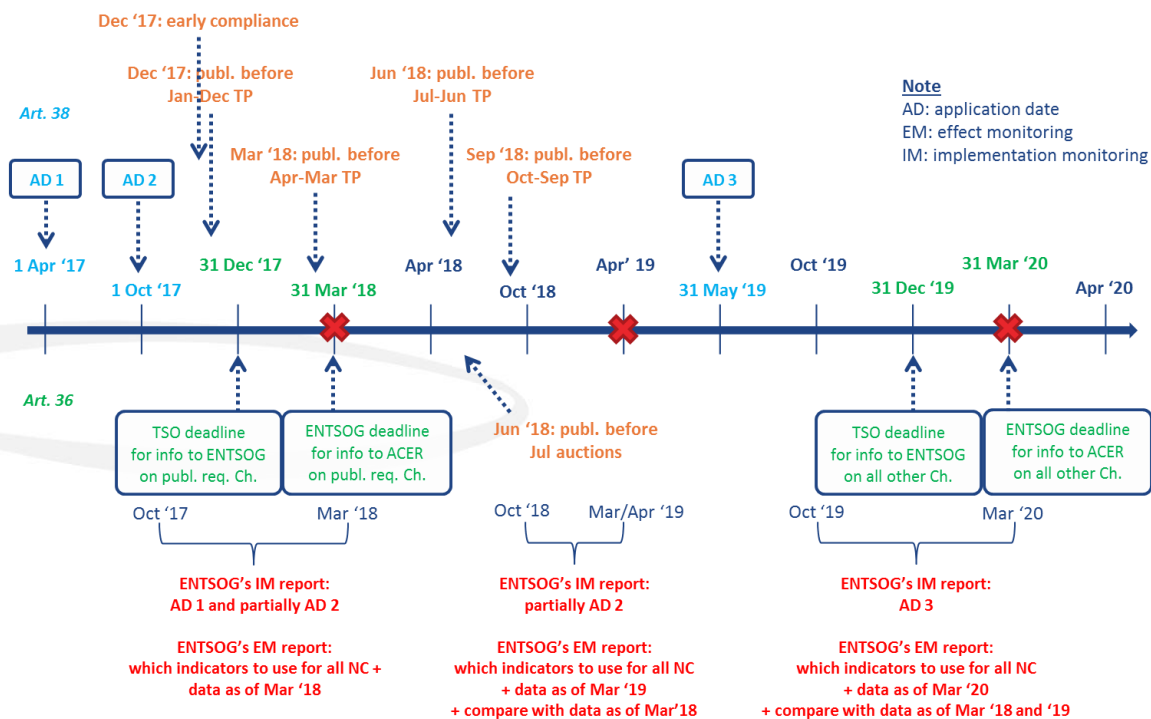 Dec ‘17: early compliance
Dec ‘17: publ. before
Jan-Dec TP
Jun ‘18: publ. before
Jul-Jun TP
Note
AD: application date
EM: effect monitoring
IM: implementation monitoring
Art. 38
Mar ‘18: publ. before
Apr-Mar TP
Sep ‘18: publ. before
Oct-Sep TP
AD 1
AD 2
AD 3
1 Apr ‘17
1 Oct ‘17
31 Dec ‘17
31 Mar ‘18
Apr ‘18
Oct ‘18
Apr’ 19
31 May ‘19
Oct ‘19
31 Dec ‘19
31 Mar ‘20
Apr ‘20
Art. 36
TSO deadline
for info to ENTSOG
on publ. req. Ch.
ENTSOG deadline
for info to ACER
on publ. req. Ch.
Jun ‘18: publ. before
Jul auctions
TSO deadline
for info to ENTSOG
on all other Ch.
ENTSOG deadline
for info to ACER
on all other Ch.
Oct ‘17
Mar ‘18
Oct ‘18
Mar/Apr ‘19
Oct ‘19
Mar ‘20
ENTSOG’s IM report:
AD 1 and partially AD 2
ENTSOG’s EM report:
which indicators to use for all NC +
data as of Mar ‘18
ENTSOG’s IM report:
partially AD 2
ENTSOG’s EM report:
which indicators to use for all NC
+ data as of Mar ‘19
+ compare with data as of Mar’18
ENTSOG’s IM report:
AD 3
ENTSOG’s EM report:
which indicators to use for all NC
+ data as of Mar ‘20
+ compare with data as of Mar ‘18 and ‘19